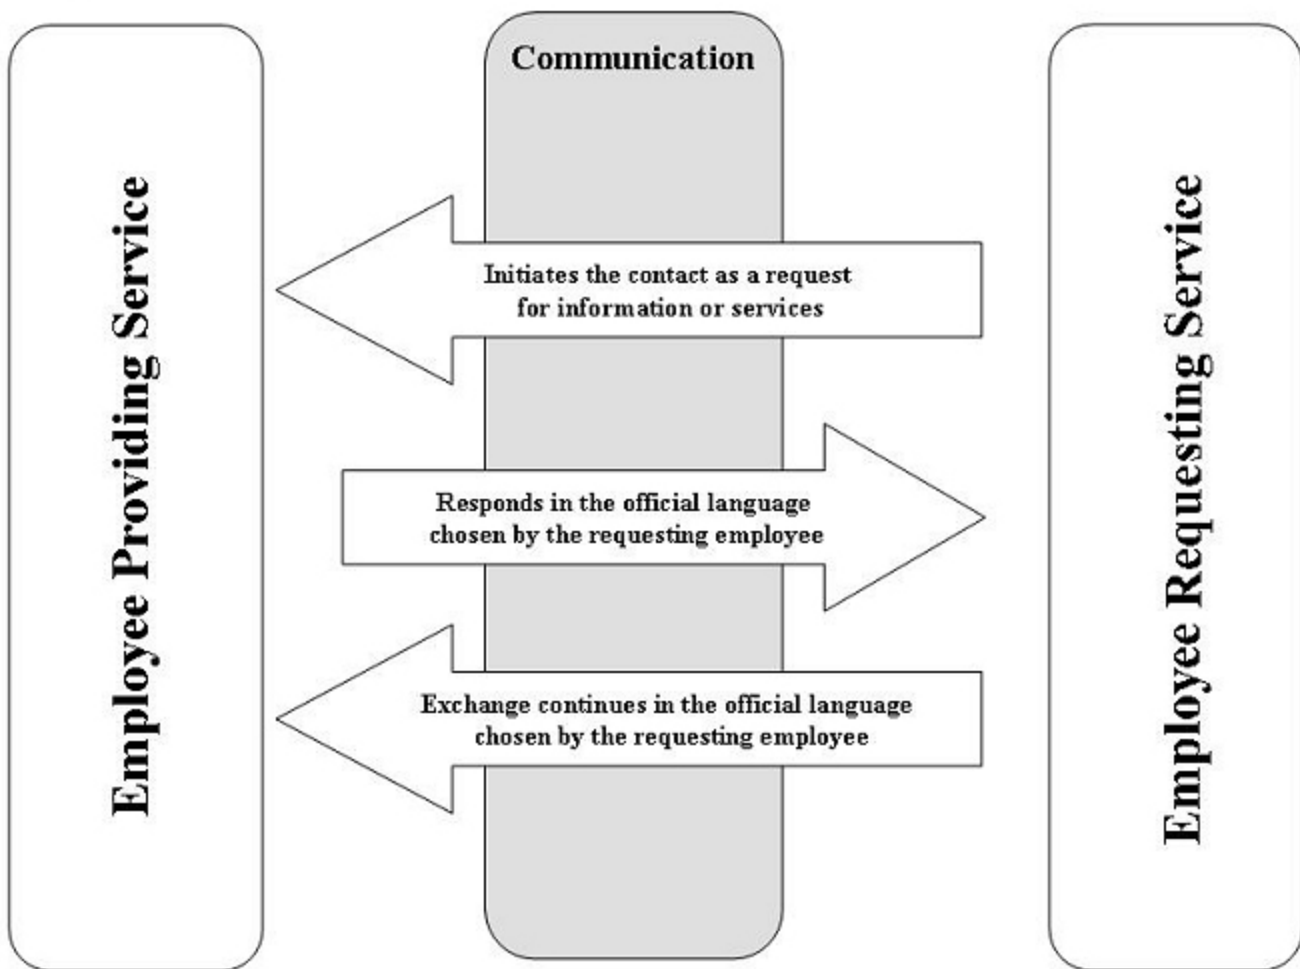 Communication
Employee Providing Service
Initiates the contact as a request
for information or services
Responds in the official language
chosen by the requesting employee
Exchange continues in the official language
chosen by the requesting employee
Employee Requesting Service